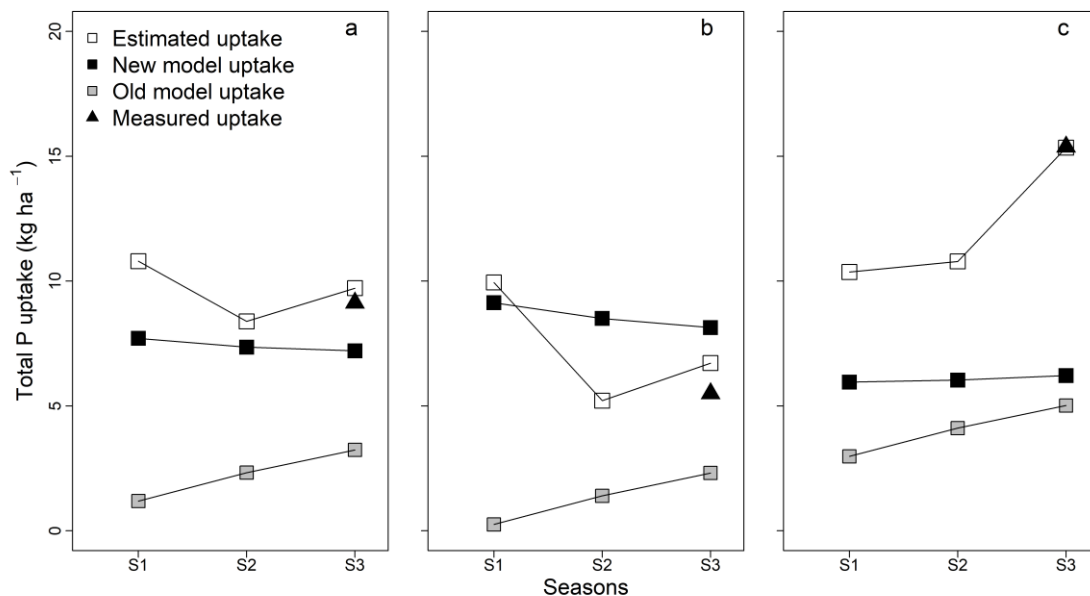 a
b
c
Estimated uptake
New model uptake
Old model uptake
Measured uptake
Total P uptake (kg ha⁻¹)
20
15
10
5
0
S1 S2 S3
S1 S2 S3
S1 S2 S3
Seasons